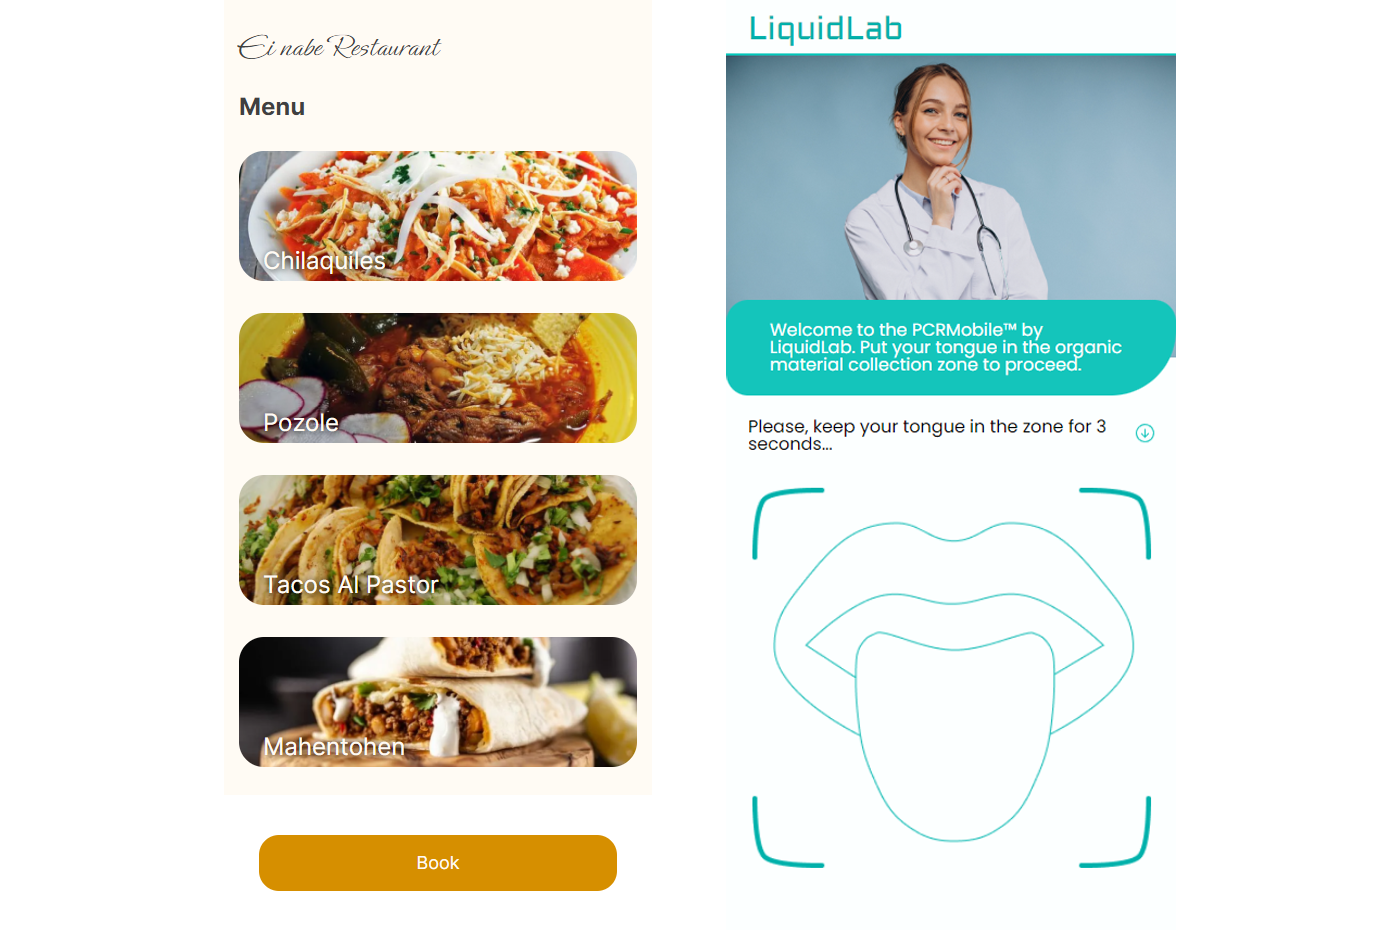 Ei nabe Restaurant
Menu
Chilaquiles
Pozole
Tacos Al Pastor
Mahentohen
Book
LiquidLab
Welcome to the PCRMobile™ by
LiquidLab. Put your tongue in the organic
material collection zone to proceed.
Please, keep your tongue in the zone for 3
seconds...